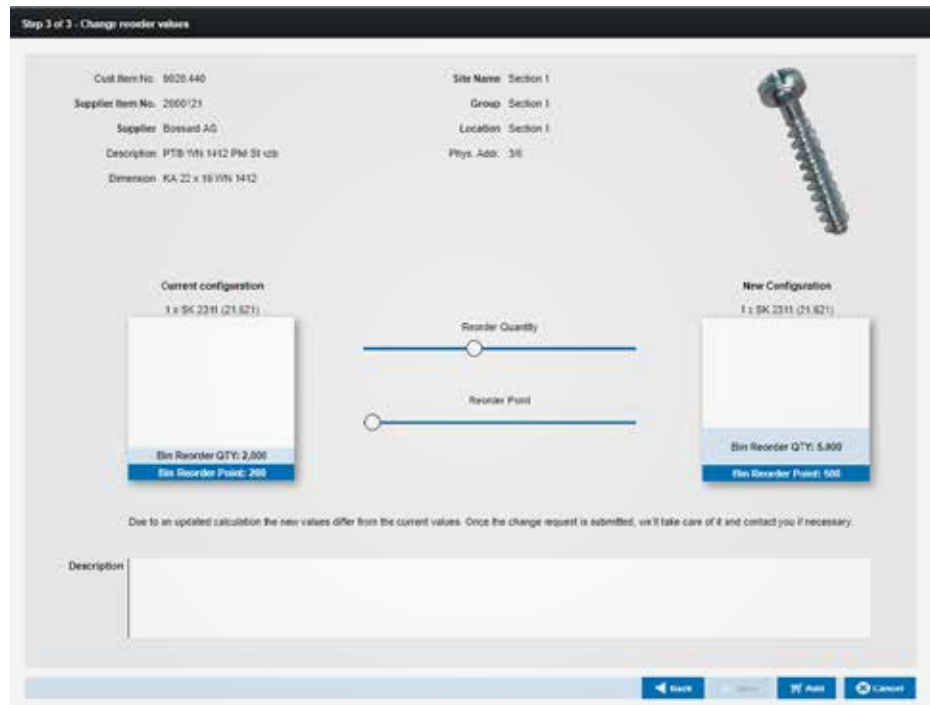 Step 3 of 3 - Change reorder values
Cust Item No. 6028.440
Supplier Item No. 2000121
Supplier Bossard AG
Description PTB WN 1412 PM St
Dimension KA 22 x 16 WN 1412
Site Name Section 1
Group Section 1
Location Section 1
Phys. Addr. 3/6
Current configuration
1 x SK 2311 (21.621)
Bin Reorder QTY: 2,000
Bin Reorder Point: 200
Reorder Quantity
Reorder Point
New Configuration
1 x SK 2311 (21.621)
Bin Reorder QTY: 5,000
Bin Reorder Point: 500
Due to an updated calculation the new values differ from the current values. Once the change request is submitted, we'll take care of it and contact you if necessary.
Description
Back
Add
Cancel